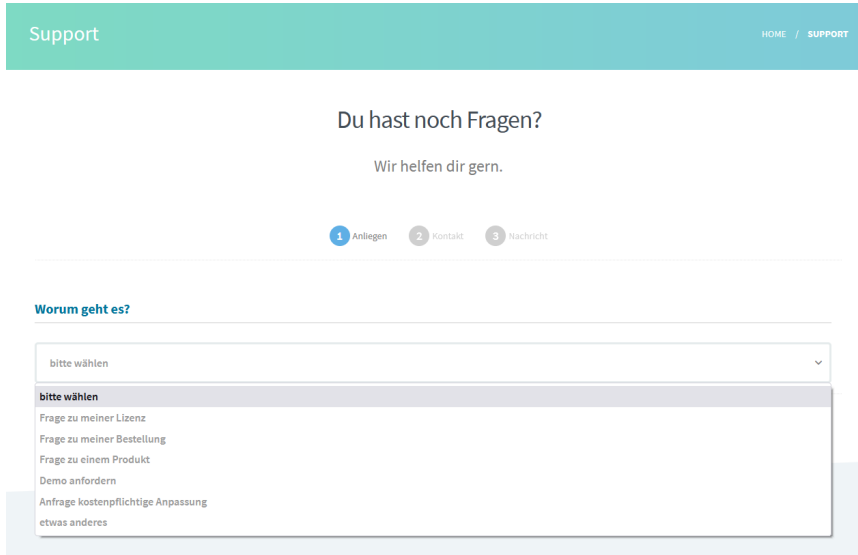 Support
HOME / SUPPORT
Du hast noch Fragen?
Wir helfen dir gern.
1 Anliegen 2 Kontakt 3 Nachricht
Worum geht es?
bitte wählen
bitte wählen
Frage zu meiner Lizenz
Frage zu meiner Bestellung
Frage zu einem Produkt
Demo anfordern
Anfrage kostenpflichtige Anpassung
etwas anderes